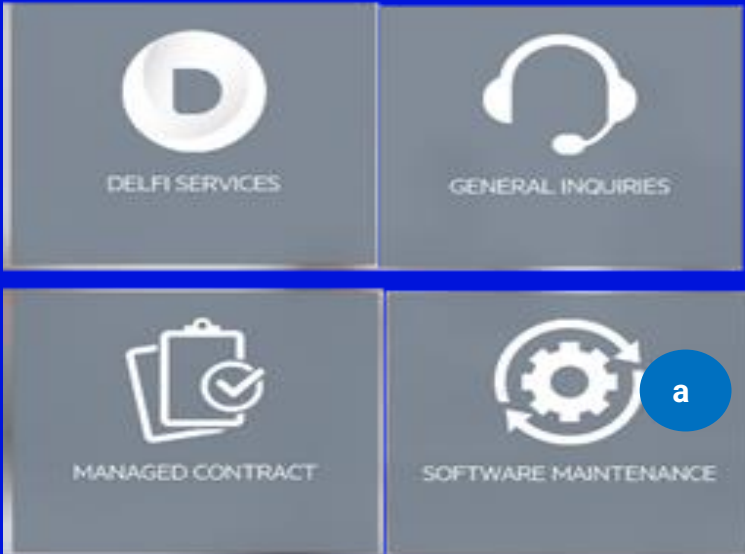 D
DELFI SERVICES
GENERAL INQUIRIES
MANAGED CONTRACT
SOFTWARE MAINTENANCE
a